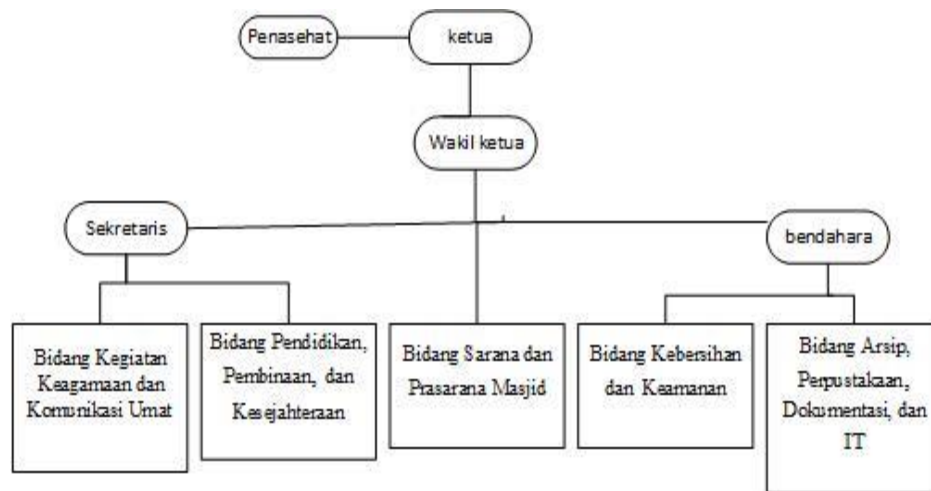 Penasehat
ketua
Wakil ketua
Sekretaris
bendahara
Bidang Kegiatan
Keagamaan dan
Komunikasi Umat
Bidang Pendidikan,
Pembinaan, dan
Kesejahteraan
Bidang Sarana dan
Prasarana Masjid
Bidang Kebersihan
dan Keamanan
Bidang Arsip,
Perpustakaan,
Dokumentasi, dan
IT